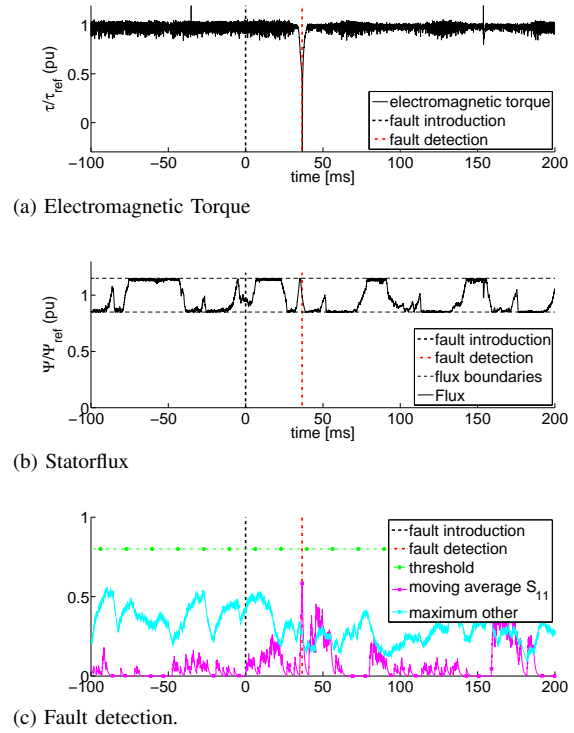 1
0.5
0
τ/τref (pu)
electromagnetic torque
fault introduction
fault detection
−100 −50 0 50 100 150 200
time [ms]
(a) Electromagnetic Torque
1
0.5
0
Ψ/Ψref (pu)
fault introduction
fault detection
flux boundaries
Flux
−100 −50 0 50 100 150 200
time [ms]
(b) Statorflux
1
0.5
0
fault introduction
fault detection
threshold
moving average S11
maximum other
−100 −50 0 50 100 150 200
(c) Fault detection.